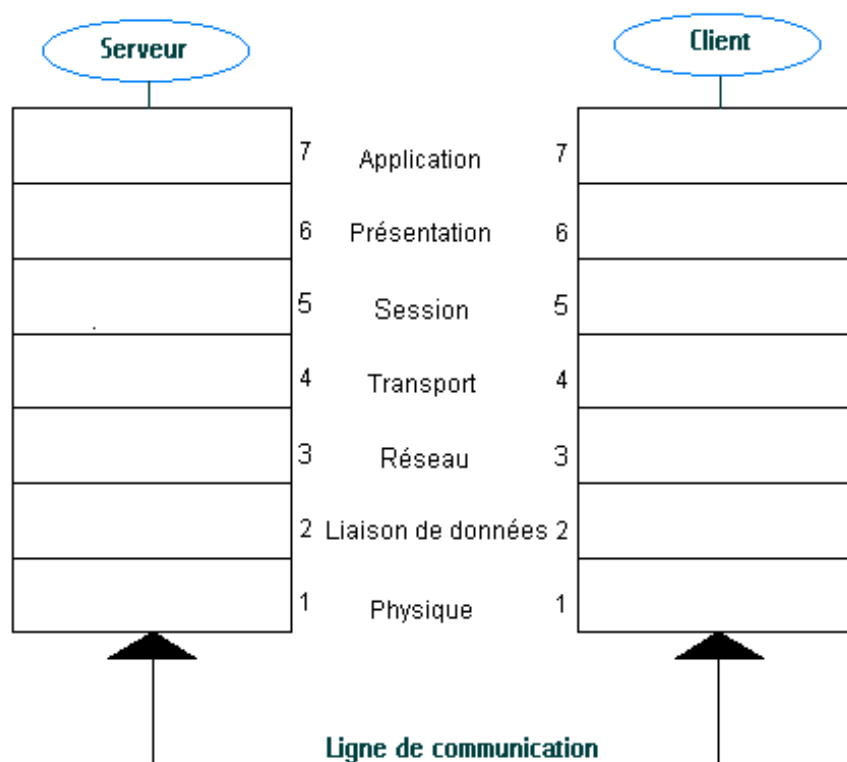 Serveur Client
7 Application 7
6 Présentation 6
5 Session 5
4 Transport 4
3 Réseau 3
2 Liaison de données 2
1 Physique 1
Ligne de communication